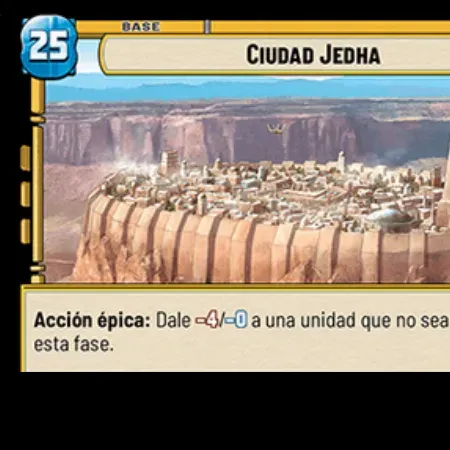 BASE
25
CIUDAD JEDHA
Acción épica: Dale -4/-0 a una unidad que no sea
esta fase.